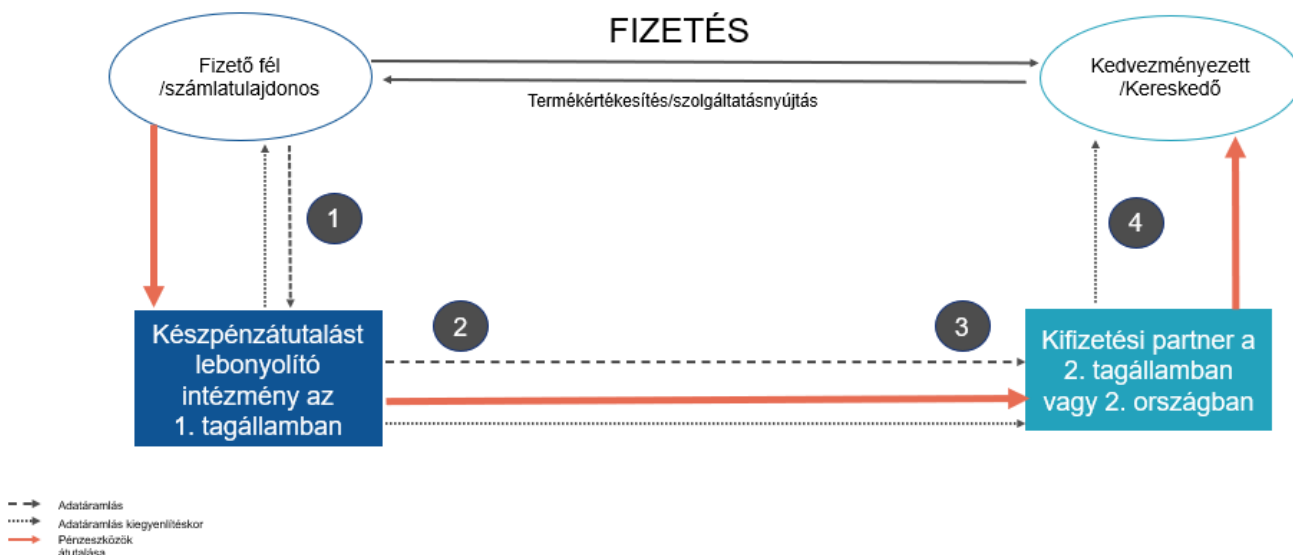 FIZETÉS
Fizető fél
/számlatulajdonos
Kedvezményezett
/Kereskedő
Termékértékesítés/szolgáltatásnyújtás
1
4
2
3
Készpénzátutalást
lebonyolító
intézmény az
1. tagállamban
Kifizetési partner a
2. tagállamban
vagy 2. országban
Adatáramlás
Adatáramlás kiegyenlítéskor
Pénzeszközök
átutalása